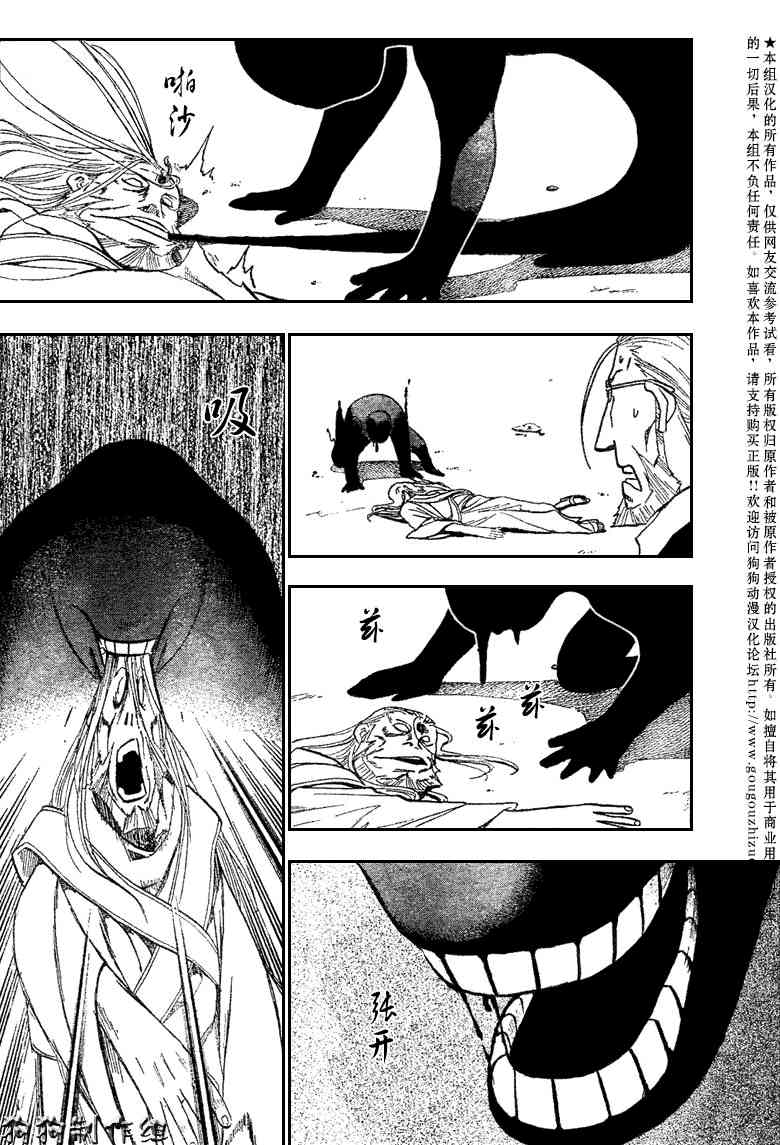 ★本组汉化的所有作品，仅供网友交流参考试看，所有版权归原作者和被原作者授权的出版社所有。如擅自将其用于商业用
的一切后果，本组不负任何责任。如喜欢本作品，请支持购买正版!!欢迎访问狗狗动漫汉化论坛http://www.gougouzhizuo
啪
沙
兹
兹
兹
张
开
吸
狗狗制作组